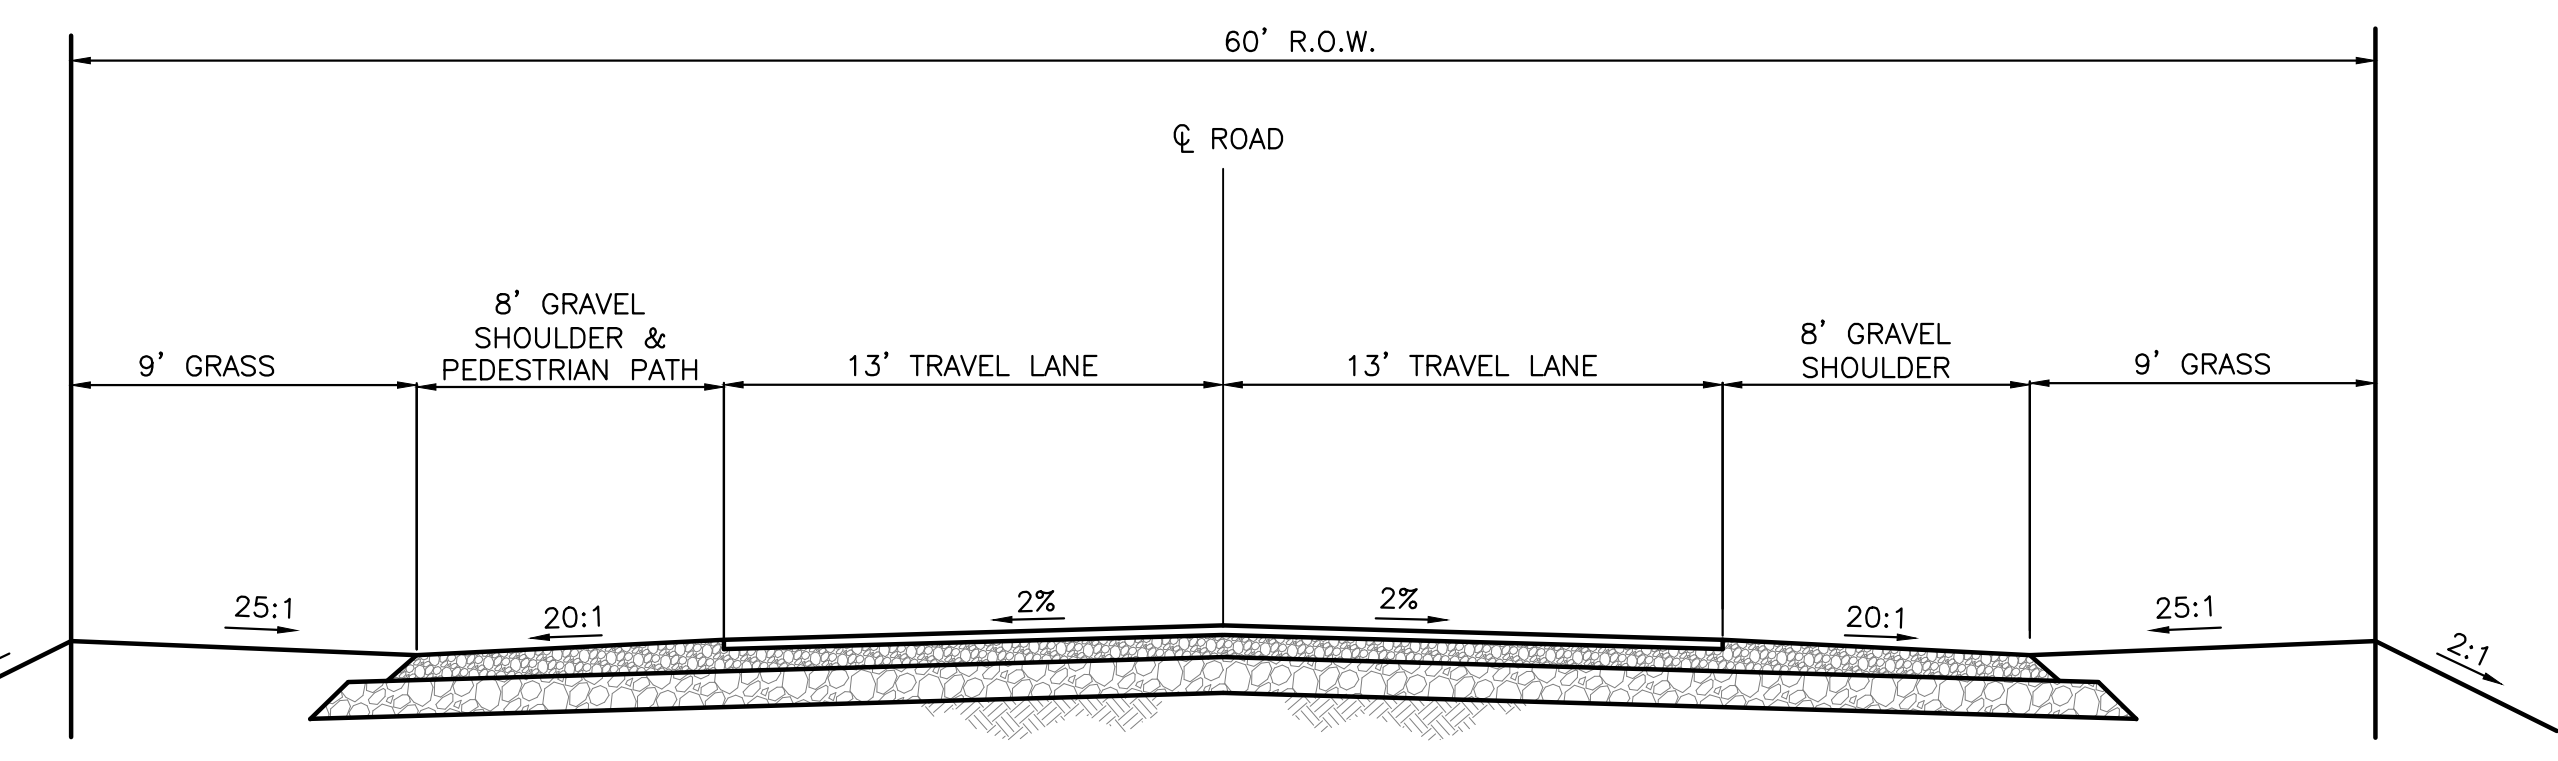 60' R.O.W.
℄ ROAD
8' GRAVEL
SHOULDER &
PEDESTRIAN PATH
8' GRAVEL
SHOULDER
9' GRASS
13' TRAVEL LANE
13' TRAVEL LANE
9' GRASS
25:1
20:1
2%
2%
20:1
25:1
2:1